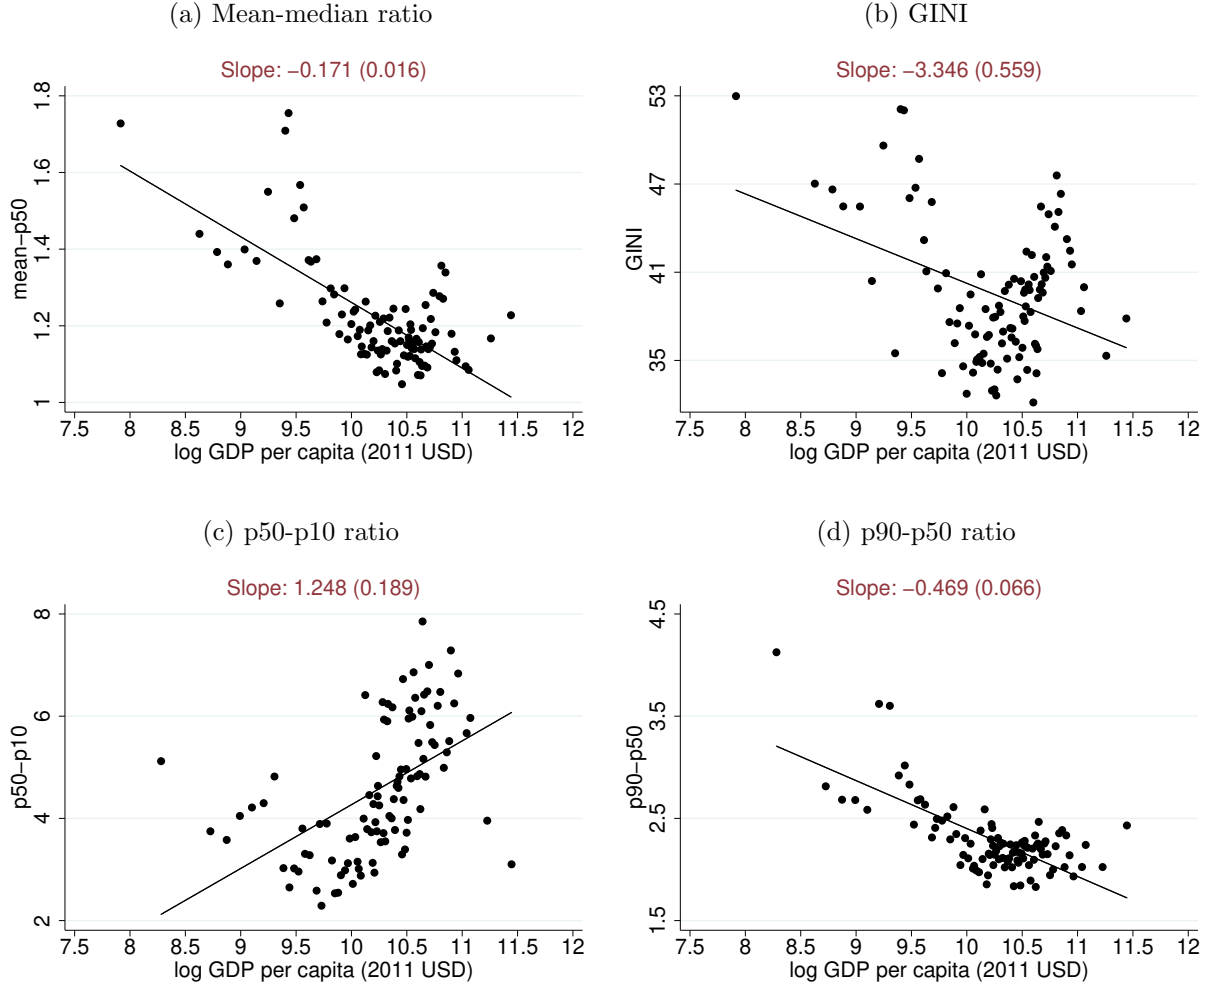 (a) Mean-median ratio
Slope: −0.171 (0.016)
mean−p50
1.8
1.6
1.4
1.2
1
7.5 8 8.5 9 9.5 10 10.5 11 11.5 12
log GDP per capita (2011 USD)
(b) GINI
Slope: −3.346 (0.559)
GINI
53
47
41
35
7.5 8 8.5 9 9.5 10 10.5 11 11.5 12
log GDP per capita (2011 USD)
(c) p50-p10 ratio
Slope: 1.248 (0.189)
p50−p10
8
6
4
2
7.5 8 8.5 9 9.5 10 10.5 11 11.5 12
log GDP per capita (2011 USD)
(d) p90-p50 ratio
Slope: −0.469 (0.066)
p90−p50
4.5
3.5
2.5
1.5
7.5 8 8.5 9 9.5 10 10.5 11 11.5 12
log GDP per capita (2011 USD)